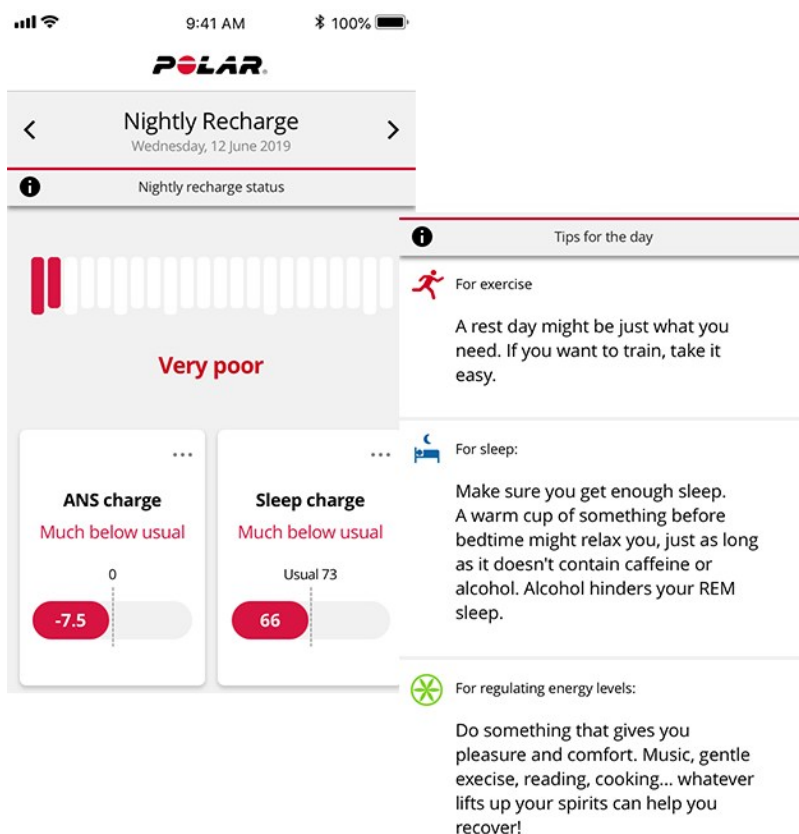 9:41 AM
100%
POLAR.
Nightly Recharge
Wednesday, 12 June 2019
Nightly recharge status
Very poor
ANS charge
Much below usual
0
-7.5
Sleep charge
Much below usual
Usual 73
66
Tips for the day
For exercise
A rest day might be just what you
need. If you want to train, take it
easy.
For sleep:
Make sure you get enough sleep.
A warm cup of something before
bedtime might relax you, just as long
as it doesn't contain caffeine or
alcohol. Alcohol hinders your REM
sleep.
For regulating energy levels:
Do something that gives you
pleasure and comfort. Music, gentle
execise, reading, cooking... whatever
lifts up your spirits can help you
recover!